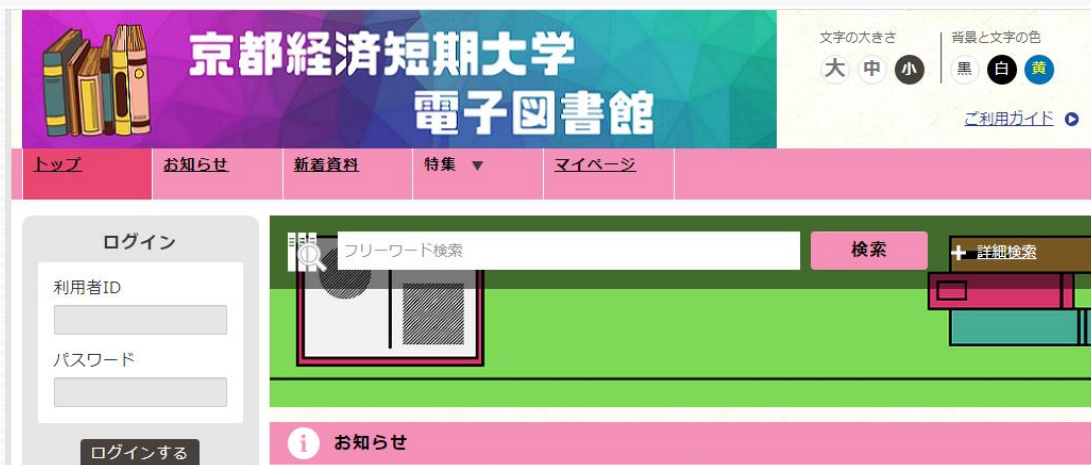 京都経済短期大学
電子図書館
文字の大きさ
大 中 小
背景と文字の色
黒 白 黄
ご利用ガイド
トップ お知らせ 新着資料 特集 ▼ マイページ
ログイン
利用者ID
パスワード
ログインする
フリーワード検索 検索 詳細検索
お知らせ